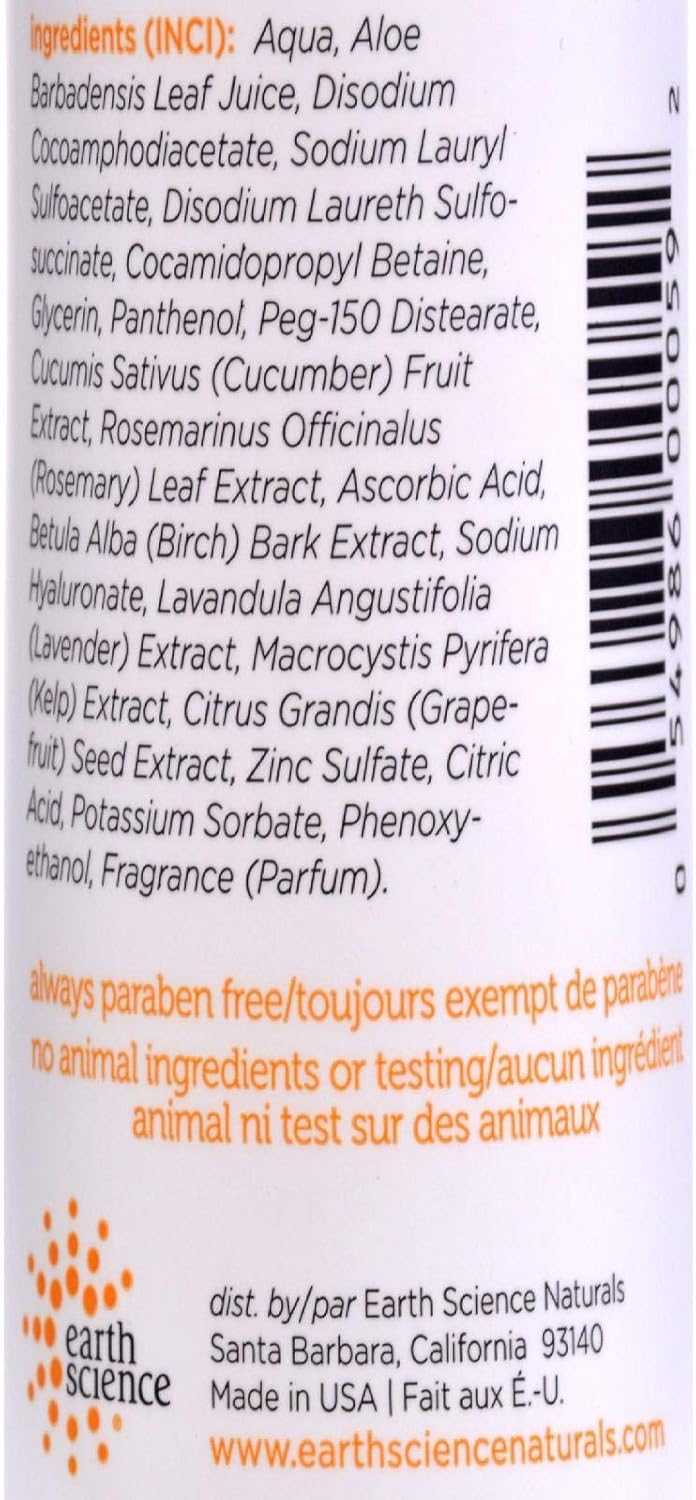 ingredients (INCI): Aqua, Aloe
Barbadensis Leaf Juice, Disodium
Cocoamphodiacetate, Sodium Lauryl
Sulfoacetate, Disodium Laureth Sulfo-
succinate, Cocamidopropyl Betaine,
Glycerin, Panthenol, Peg-150 Distearate,
Cucumis Sativus (Cucumber) Fruit
Extract, Rosemarinus Officinalus
(Rosemary) Leaf Extract, Ascorbic Acid,
Betula Alba (Birch) Bark Extract, Sodium
Hyaluronate, Lavandula Angustifolia
(Lavender) Extract, Macrocystis Pyrifera
(Kelp) Extract, Citrus Grandis (Grape-
fruit) Seed Extract, Zinc Sulfate, Citric
Acid, Potassium Sorbate, Phenoxy-
ethanol, Fragrance (Parfum).
0 54986 00059 2
always paraben free/toujours exempt de parabène
no animal ingredients or testing/aucun ingrédient
animal ni test sur des animaux
earth
science®
dist. by/par Earth Science Naturals
Santa Barbara, California 93140
Made in USA | Fait aux É.-U.
www.earthsciencenaturals.com